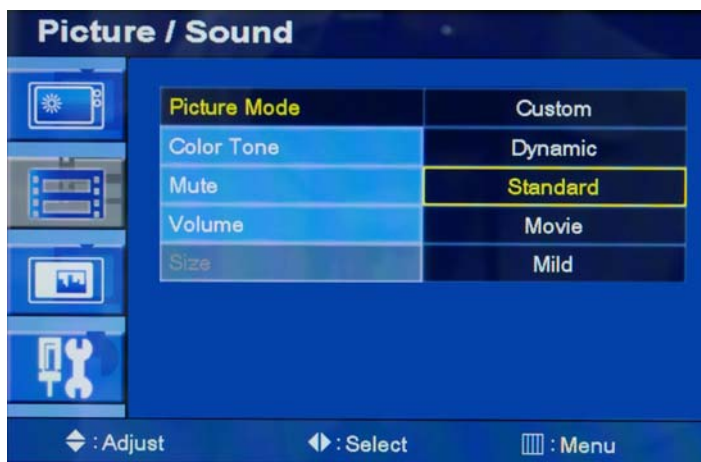 Picture / Sound
Picture Mode Custom
Color Tone Dynamic
Mute Standard
Volume Movie
Size Mild
: Adjust : Select : Menu